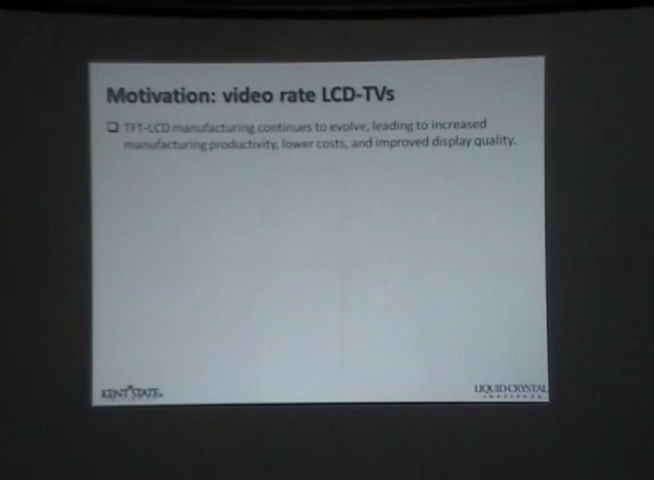 Motivation: video rate LCD-TVs
❑ TFT-LCD manufacturing continues to evolve, leading to increased
manufacturing productivity, lower costs, and improved display quality.
KENT STATE
LIQUID CRYSTAL
INSTITUTE